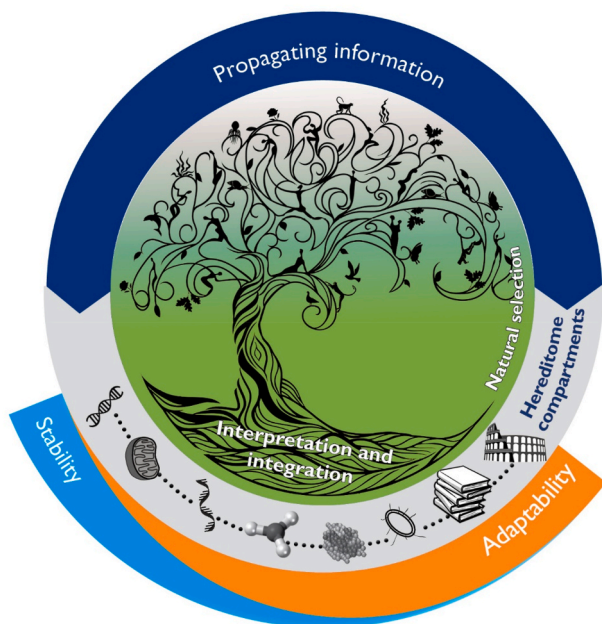 Propagating information
Natural selection
Hereditome
compartments
Interpretation and
integration
Stability
Adaptability